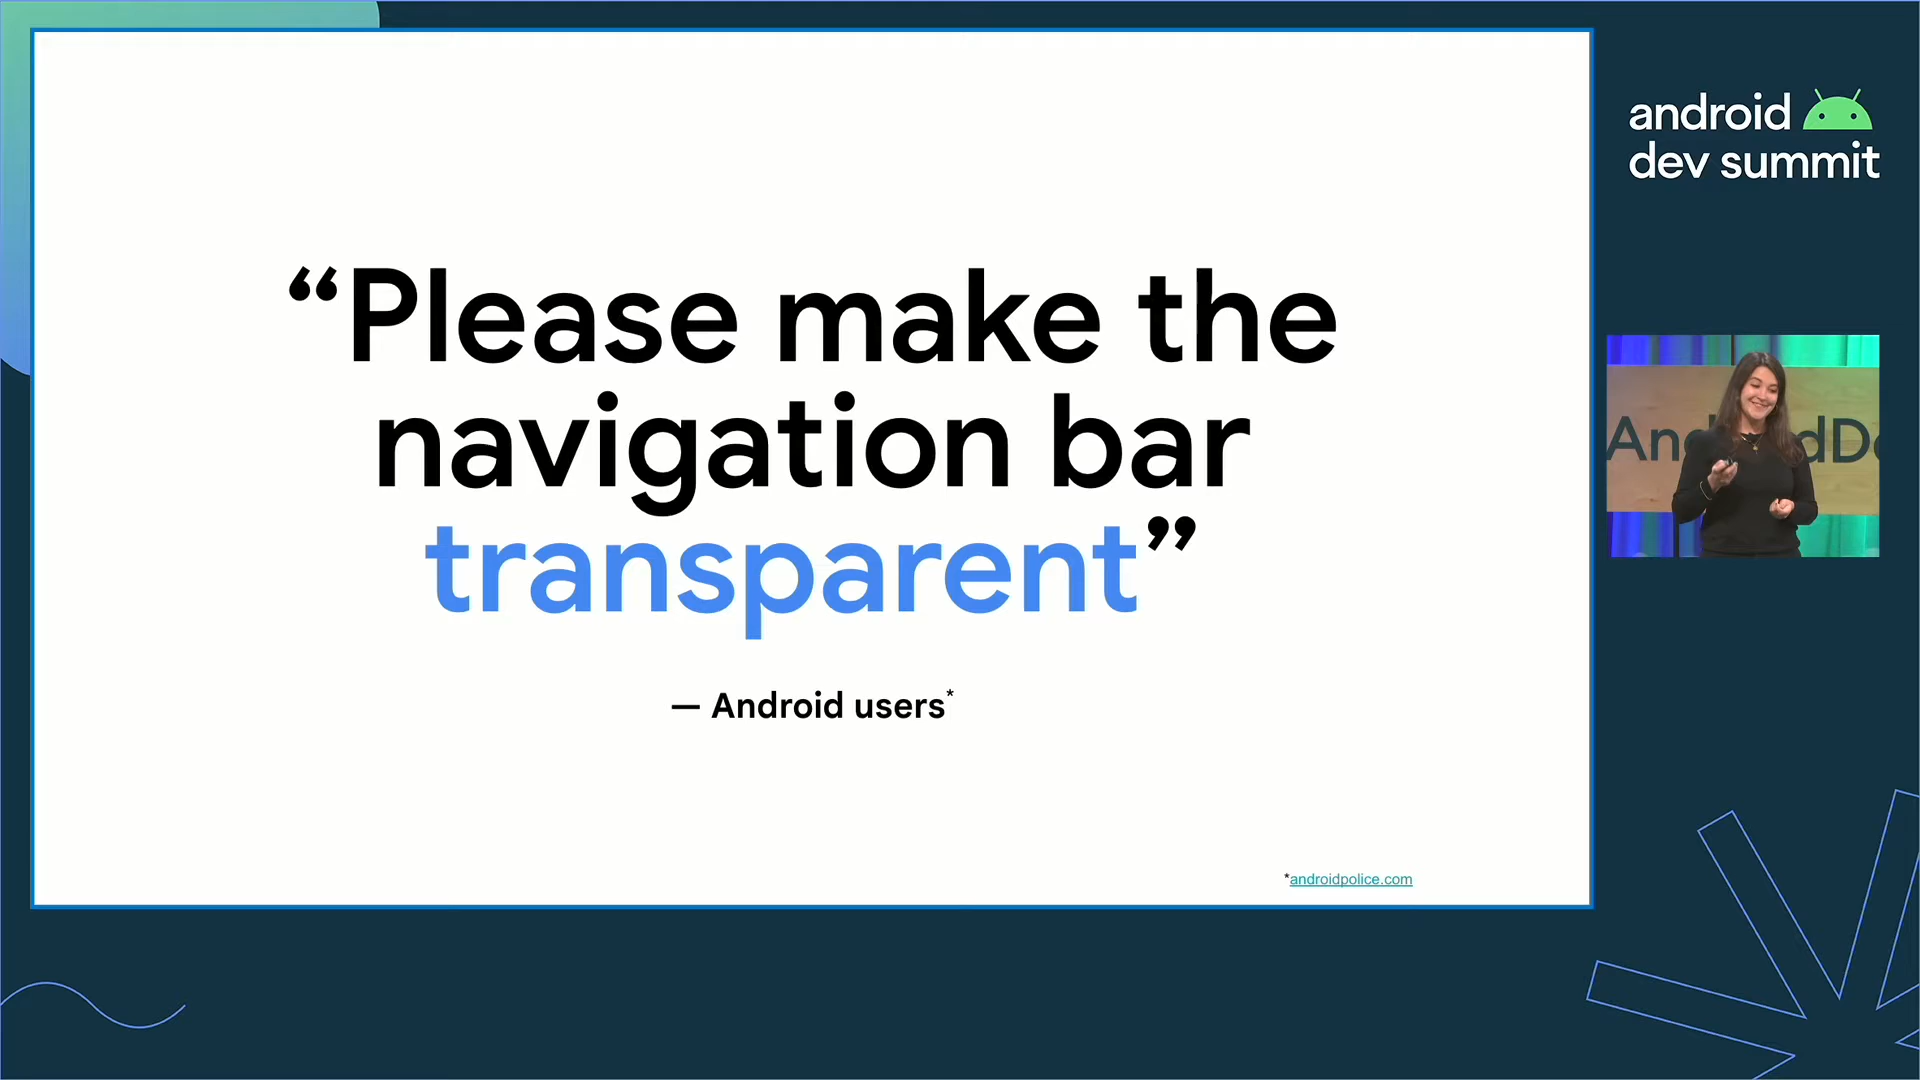 “Please make the
navigation bar
transparent”
— Android users*
*androidpolice.com
android
dev summit